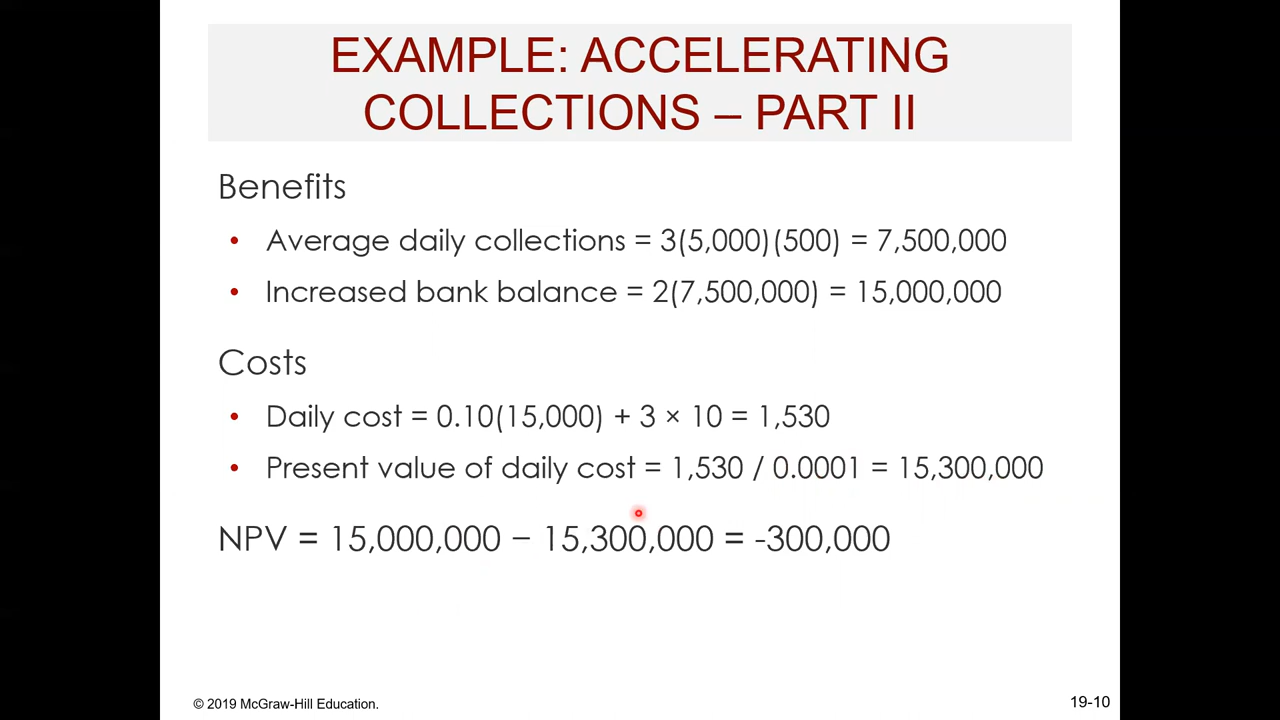 EXAMPLE: ACCELERATING
COLLECTIONS – PART II
Benefits
• Average daily collections = 3(5,000)(500) = 7,500,000
• Increased bank balance = 2(7,500,000) = 15,000,000
Costs
• Daily cost = 0.10(15,000) + 3 × 10 = 1,530
• Present value of daily cost = 1,530 / 0.0001 = 15,300,000
NPV = 15,000,000 – 15,300,000 = -300,000
© 2019 McGraw-Hill Education.
19-10